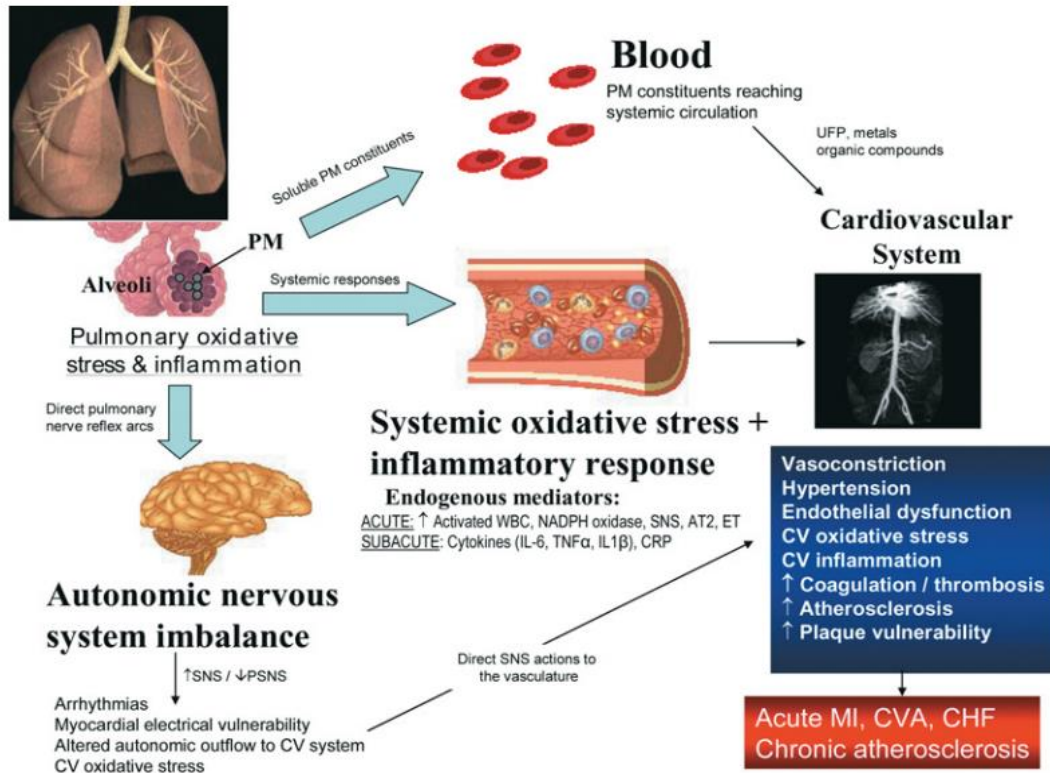 Blood
PM constituents reaching
systemic circulation
Soluble PM constituents
UFP, metals
organic compounds
Cardiovascular
System
PM
Alveoli
Systemic responses
Pulmonary oxidative
stress & inflammation
Direct pulmonary
nerve reflex arcs
Systemic oxidative stress +
inflammatory response
Endogenous mediators:
ACUTE: ↑ Activated WBC, NADPH oxidase, SNS, AT2, ET
SUBACUTE: Cytokines (IL-6, TNFα, IL1β), CRP
Vasoconstriction
Hypertension
Endothelial dysfunction
CV oxidative stress
CV inflammation
↑ Coagulation / thrombosis
↑ Atherosclerosis
↑ Plaque vulnerability
Autonomic nervous
system imbalance
↑SNS / ↓PSNS
Direct SNS actions to
the vasculature
Arrhythmias
Myocardial electrical vulnerability
Altered autonomic outflow to CV system
CV oxidative stress
Acute MI, CVA, CHF
Chronic atherosclerosis